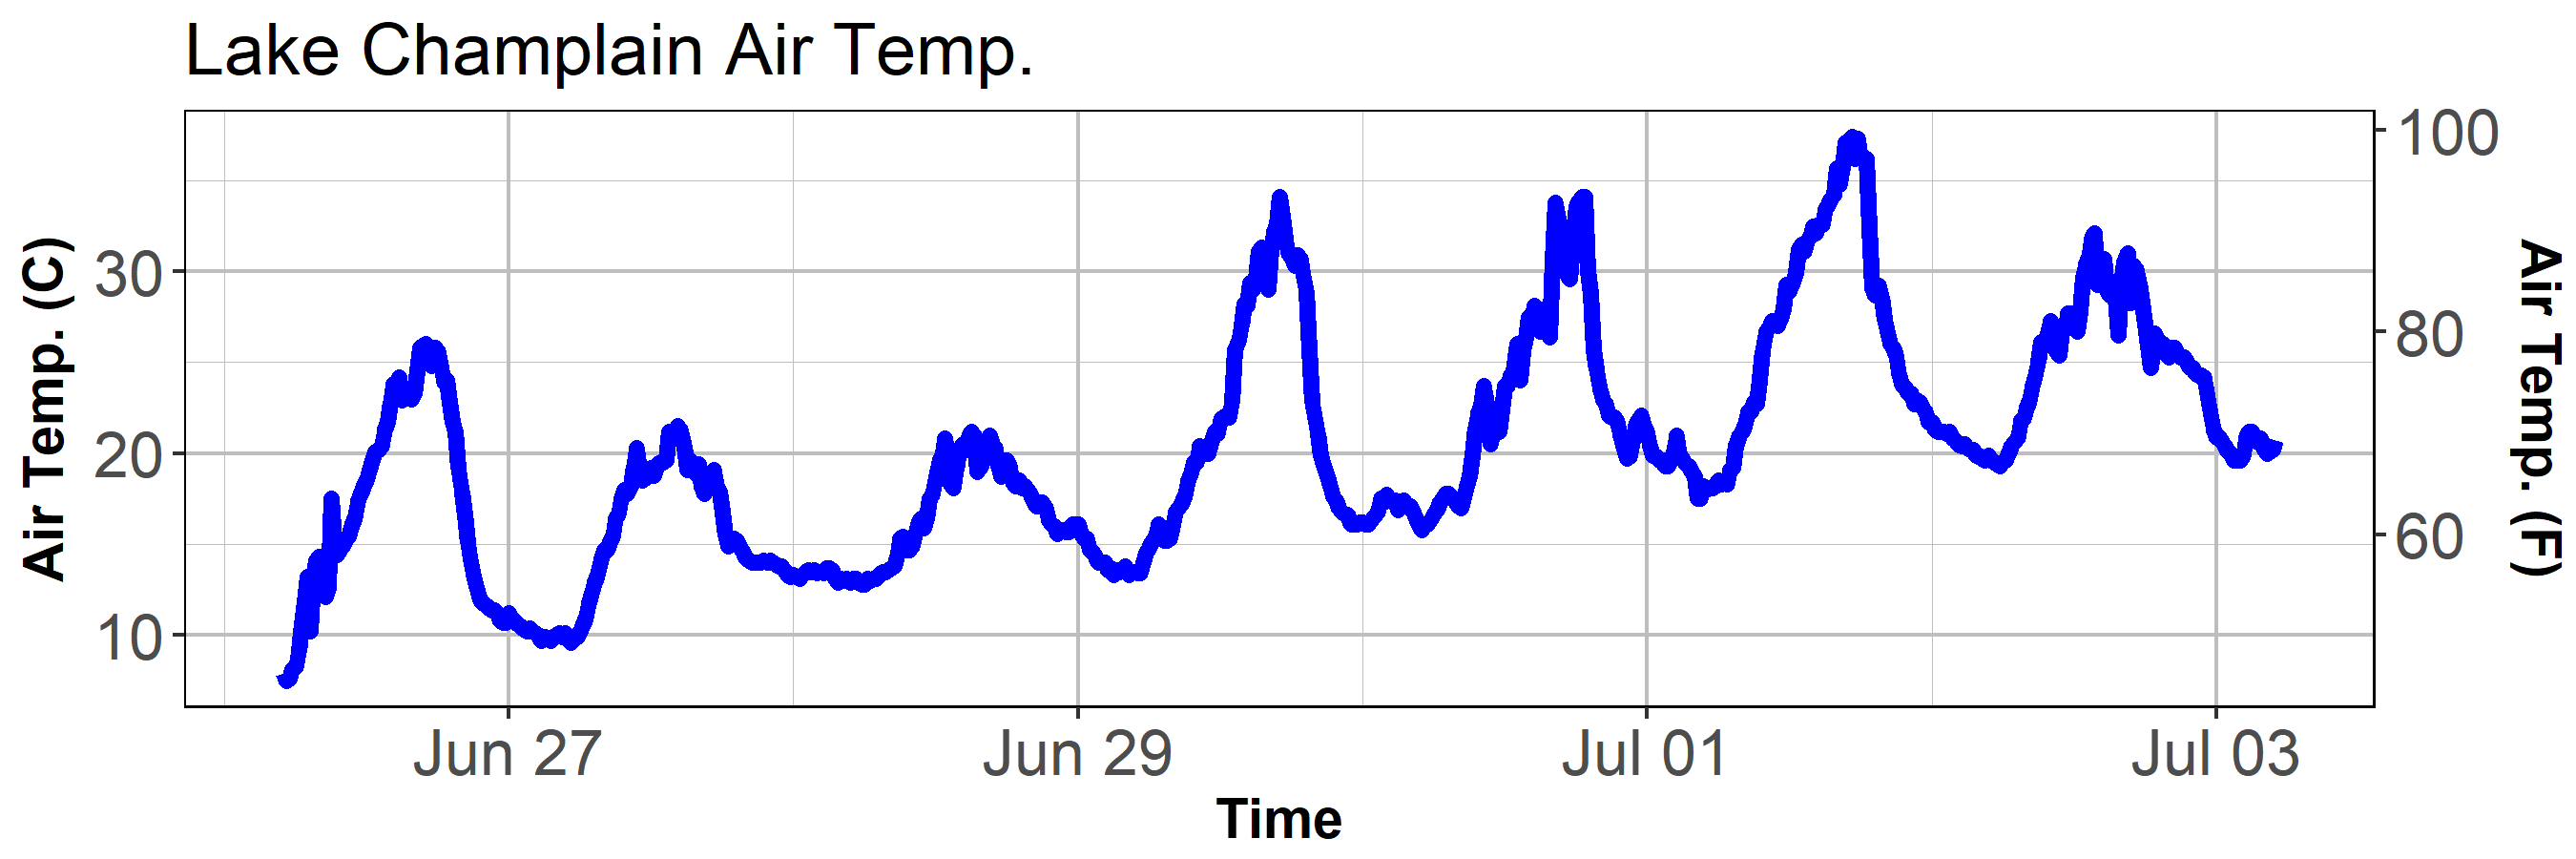 Lake Champlain Air Temp.
Air Temp. (C)
30
20
10
100
80
60
Air Temp. (F)
Jun 27
Jun 29
Jul 01
Jul 03
Time